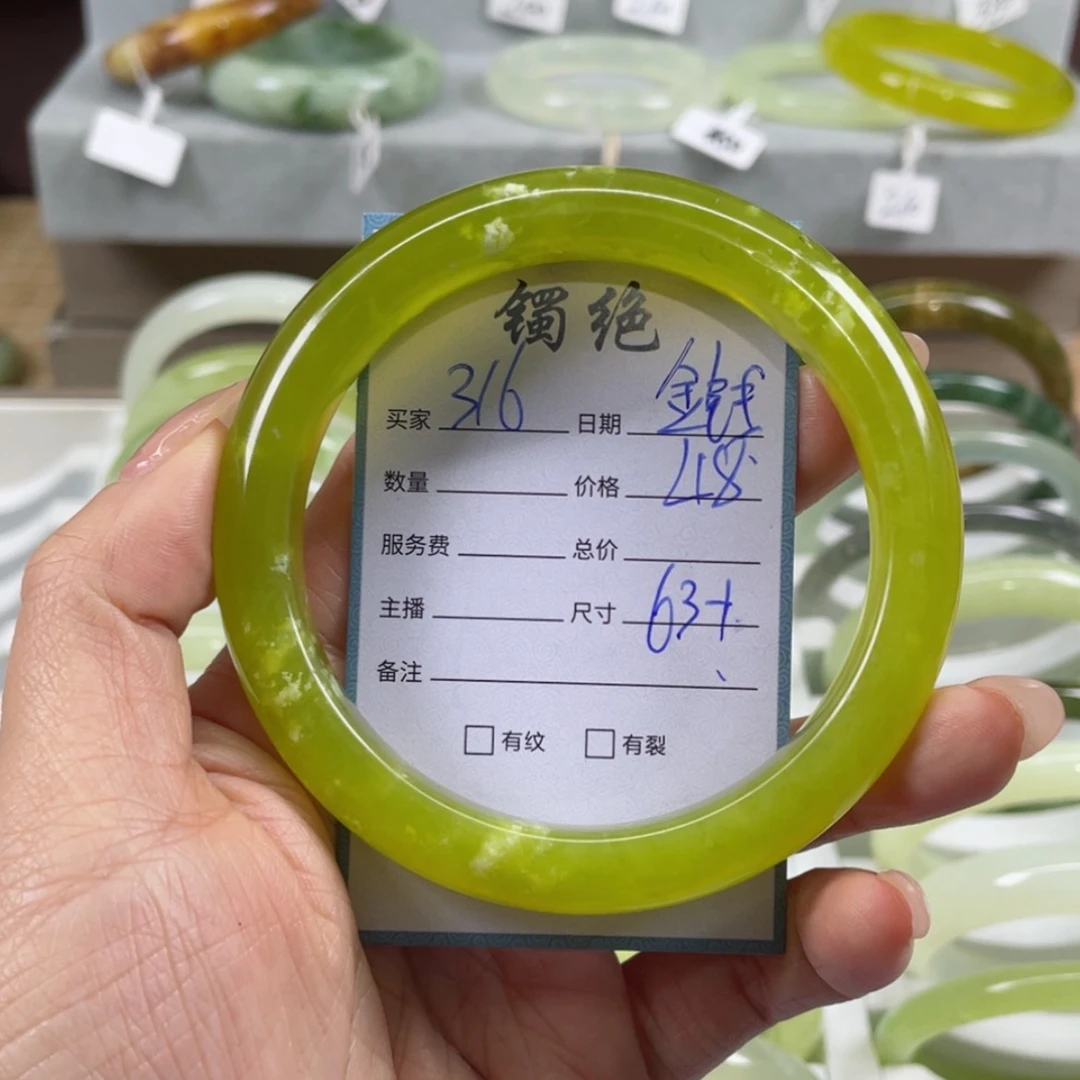 镯绝
买家 316 日期
数量 价格 48
服务费 总价
主播 尺寸 63+
备注
有纹 有裂